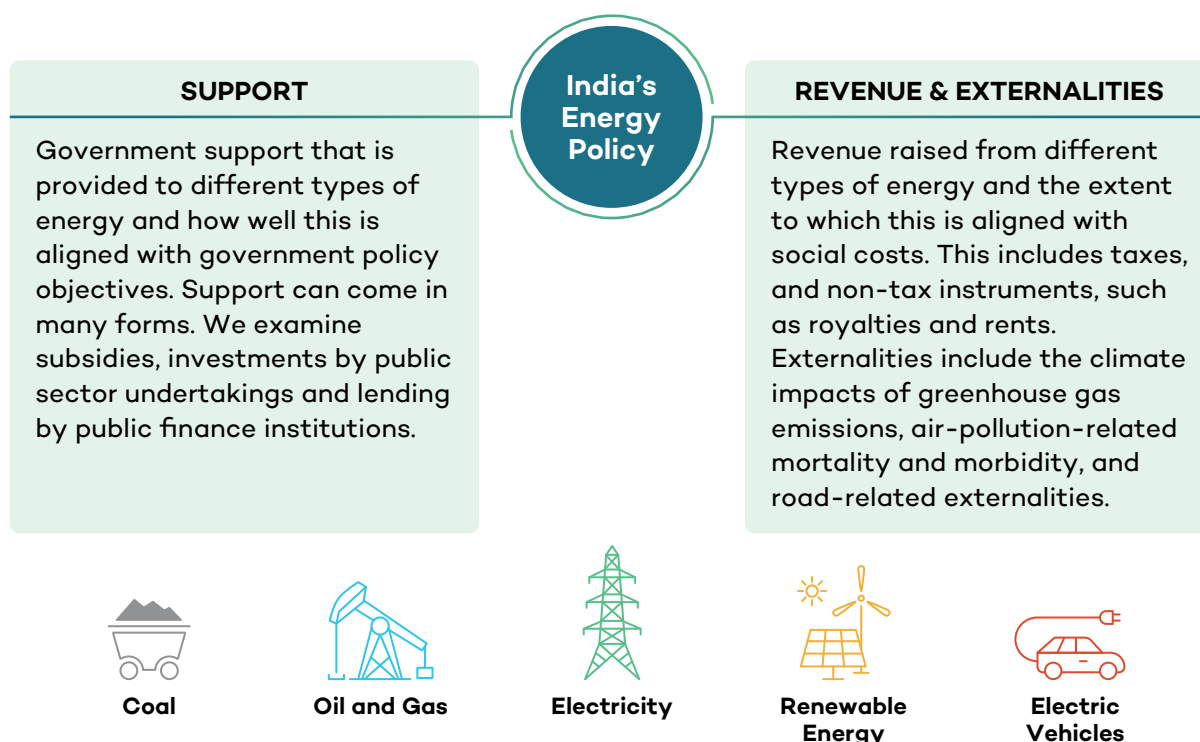 India's
Energy
Policy
SUPPORT
Government support that is
provided to different types of
energy and how well this is
aligned with government policy
objectives. Support can come in
many forms. We examine
subsidies, investments by public
sector undertakings and lending
by public finance institutions.
REVENUE & EXTERNALITIES
Revenue raised from different
types of energy and the extent
to which this is aligned with
social costs. This includes taxes,
and non-tax instruments, such
as royalties and rents.
Externalities include the climate
impacts of greenhouse gas
emissions, air-pollution-related
mortality and morbidity, and
road-related externalities.
Coal
Oil and Gas
Electricity
Renewable
Energy
Electric
Vehicles